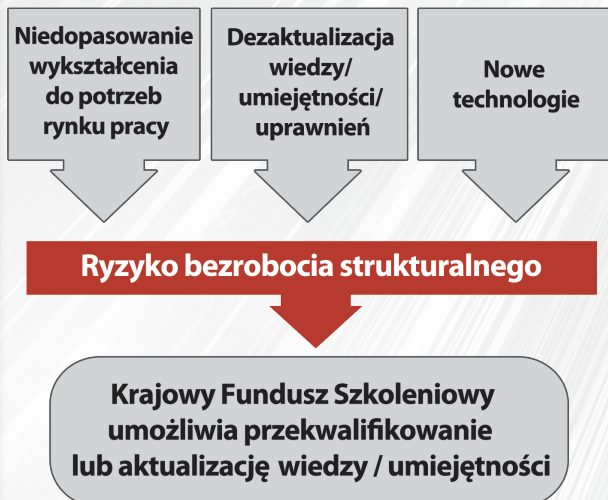 Niedopasowanie
wykształcenia
do potrzeb
rynku pracy
Dezaktualizacja
wiedzy/
umiejętności/
uprawnień
Nowe
technologie
Ryzyko bezrobocia strukturalnego
Krajowy Fundusz Szkoleniowy
umożliwia przekwalifikowanie
lub aktualizację wiedzy / umiejętności